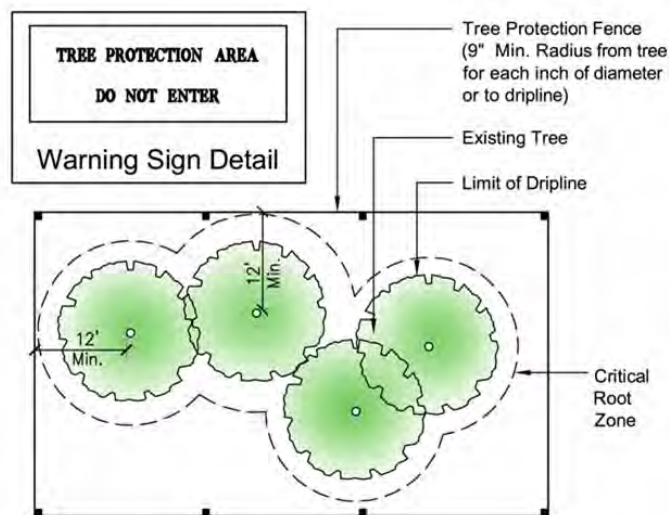 TREE PROTECTION AREA
DO NOT ENTER
Warning Sign Detail
Tree Protection Fence
(9" Min. Radius from tree
for each inch of diameter
or to dripline)
Existing Tree
Limit of Dripline
12'
Min.
12'
Min.
Critical
Root
Zone